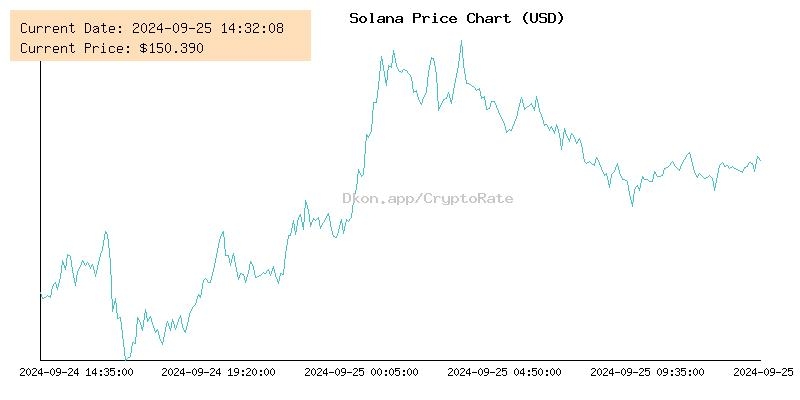 Solana Price Chart (USD)
Current Date: 2024-09-25 14:32:08
Current Price: $150.390
Dkon.app/CryptoRate
2024-09-24 14:35:00
2024-09-24 19:20:00
2024-09-25 00:05:00
2024-09-25 04:50:00
2024-09-25 09:35:00
2024-09-25